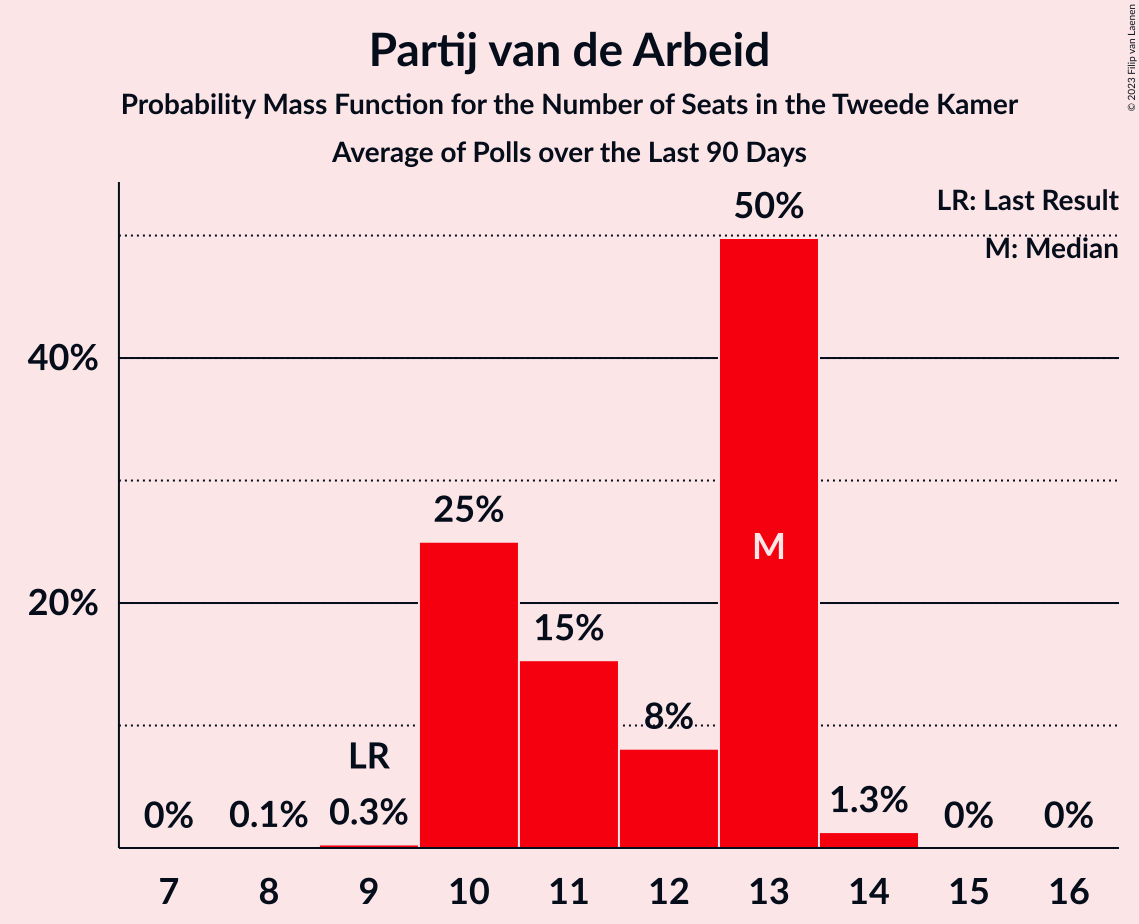 Partij van de Arbeid
Probability Mass Function for the Number of Seats in the Tweede Kamer
Average of Polls over the Last 90 Days
© 2023 Filip van Laenen
LR: Last Result
M: Median
50%
40%
25%
M
20%
15%
8%
LR
0% 0.1% 0.3% 1.3% 0% 0%
7 8 9 10 11 12 13 14 15 16